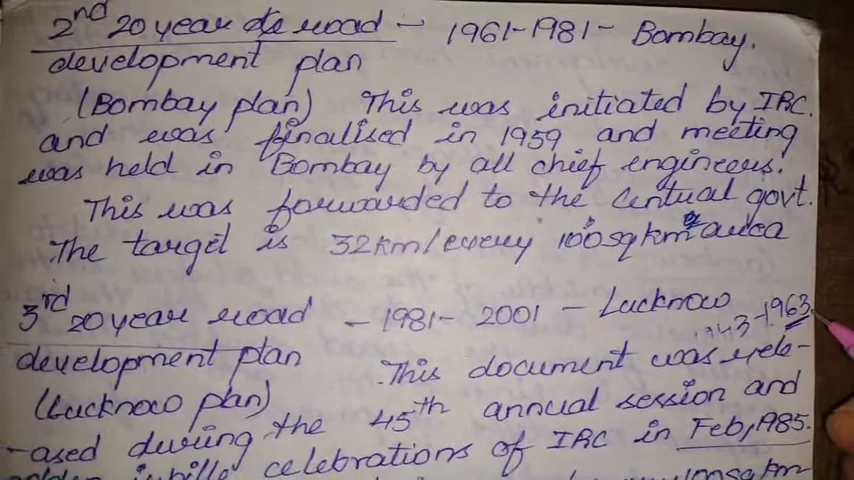 2nd 20 year road - 1961-1981 - Bombay.
development plan
(Bombay plan) This was initiated by IRC.
and was finalised in 1959 and meeting
was held in Bombay by all chief engineers.
This was forwarded to the central govt.
The target is 32km/every 100sqkm area
3rd 20 year road - 1981-2001 - Lucknow
1943-1963
development plan This document was rele-
(Lucknow plan)
-ased during the 45th annual session and
celebrations of IRC in Feb, 1985.
100sqkm